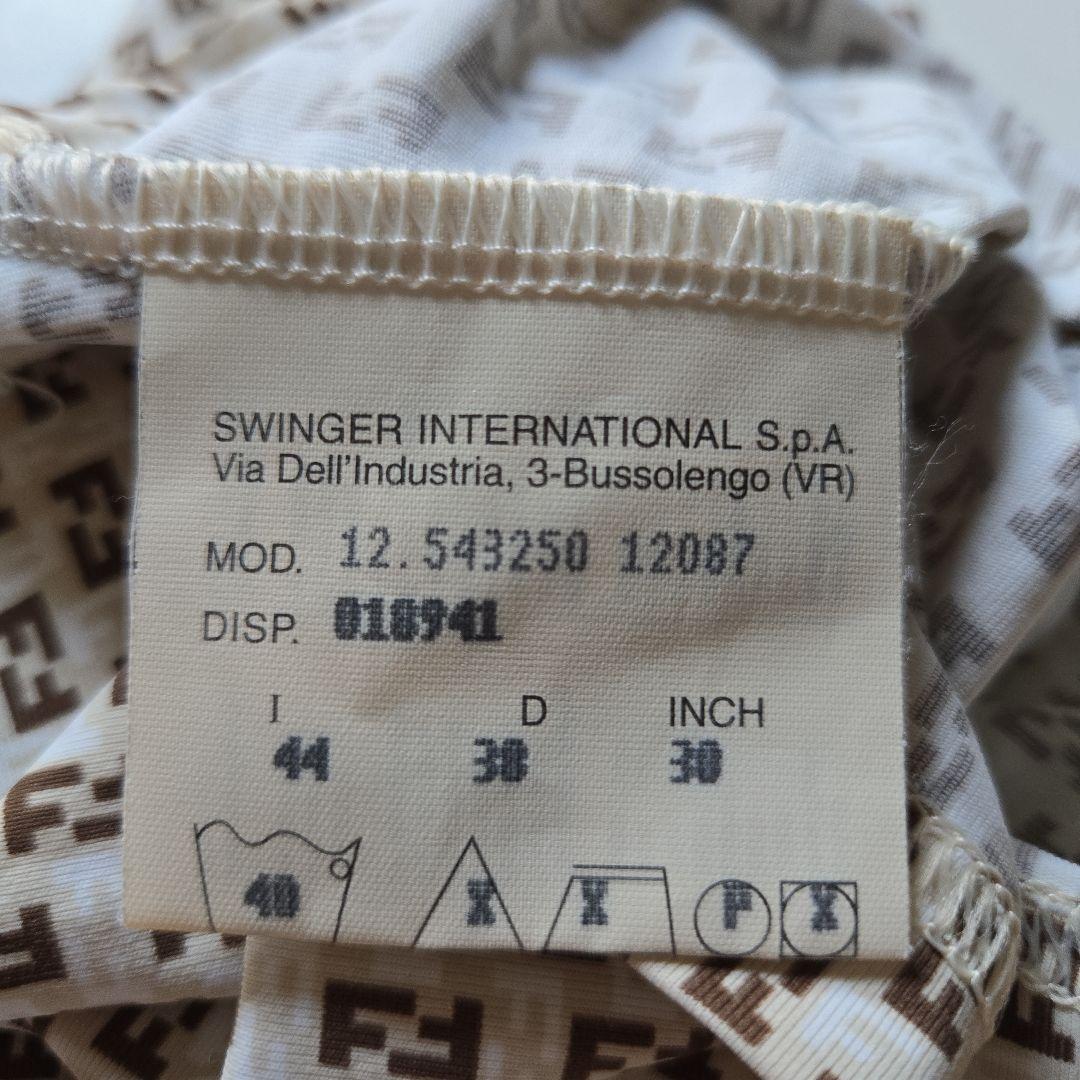 SWINGER INTERNATIONAL S.p.A.
Via Dell'Industria, 3-Bussolengo (VR)
MOD. 12.543250 12087
DISP. 010941
I D INCH
44 38 30
40 X X P X